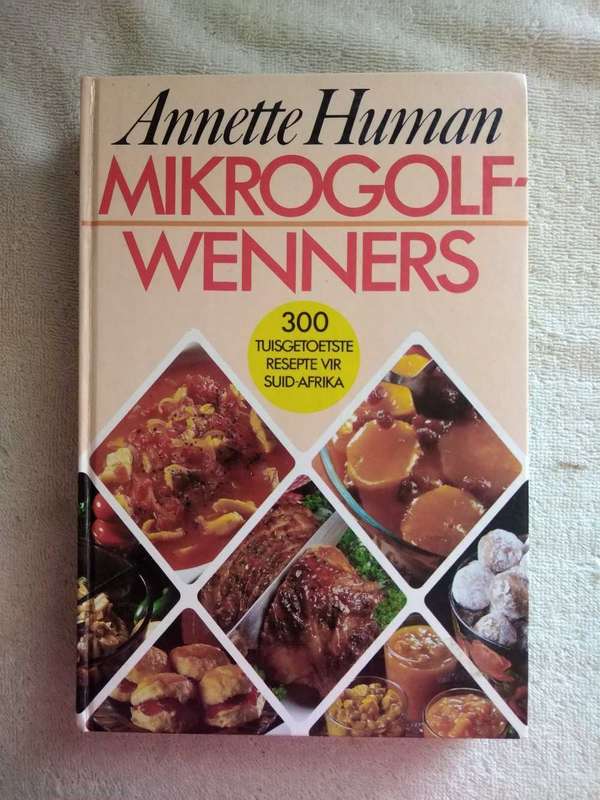 Annette Human
MIKROGOLF-
WENNERS
300
TUISGETOETSTE
RESEPTE VIR
SUID-AFRIKA